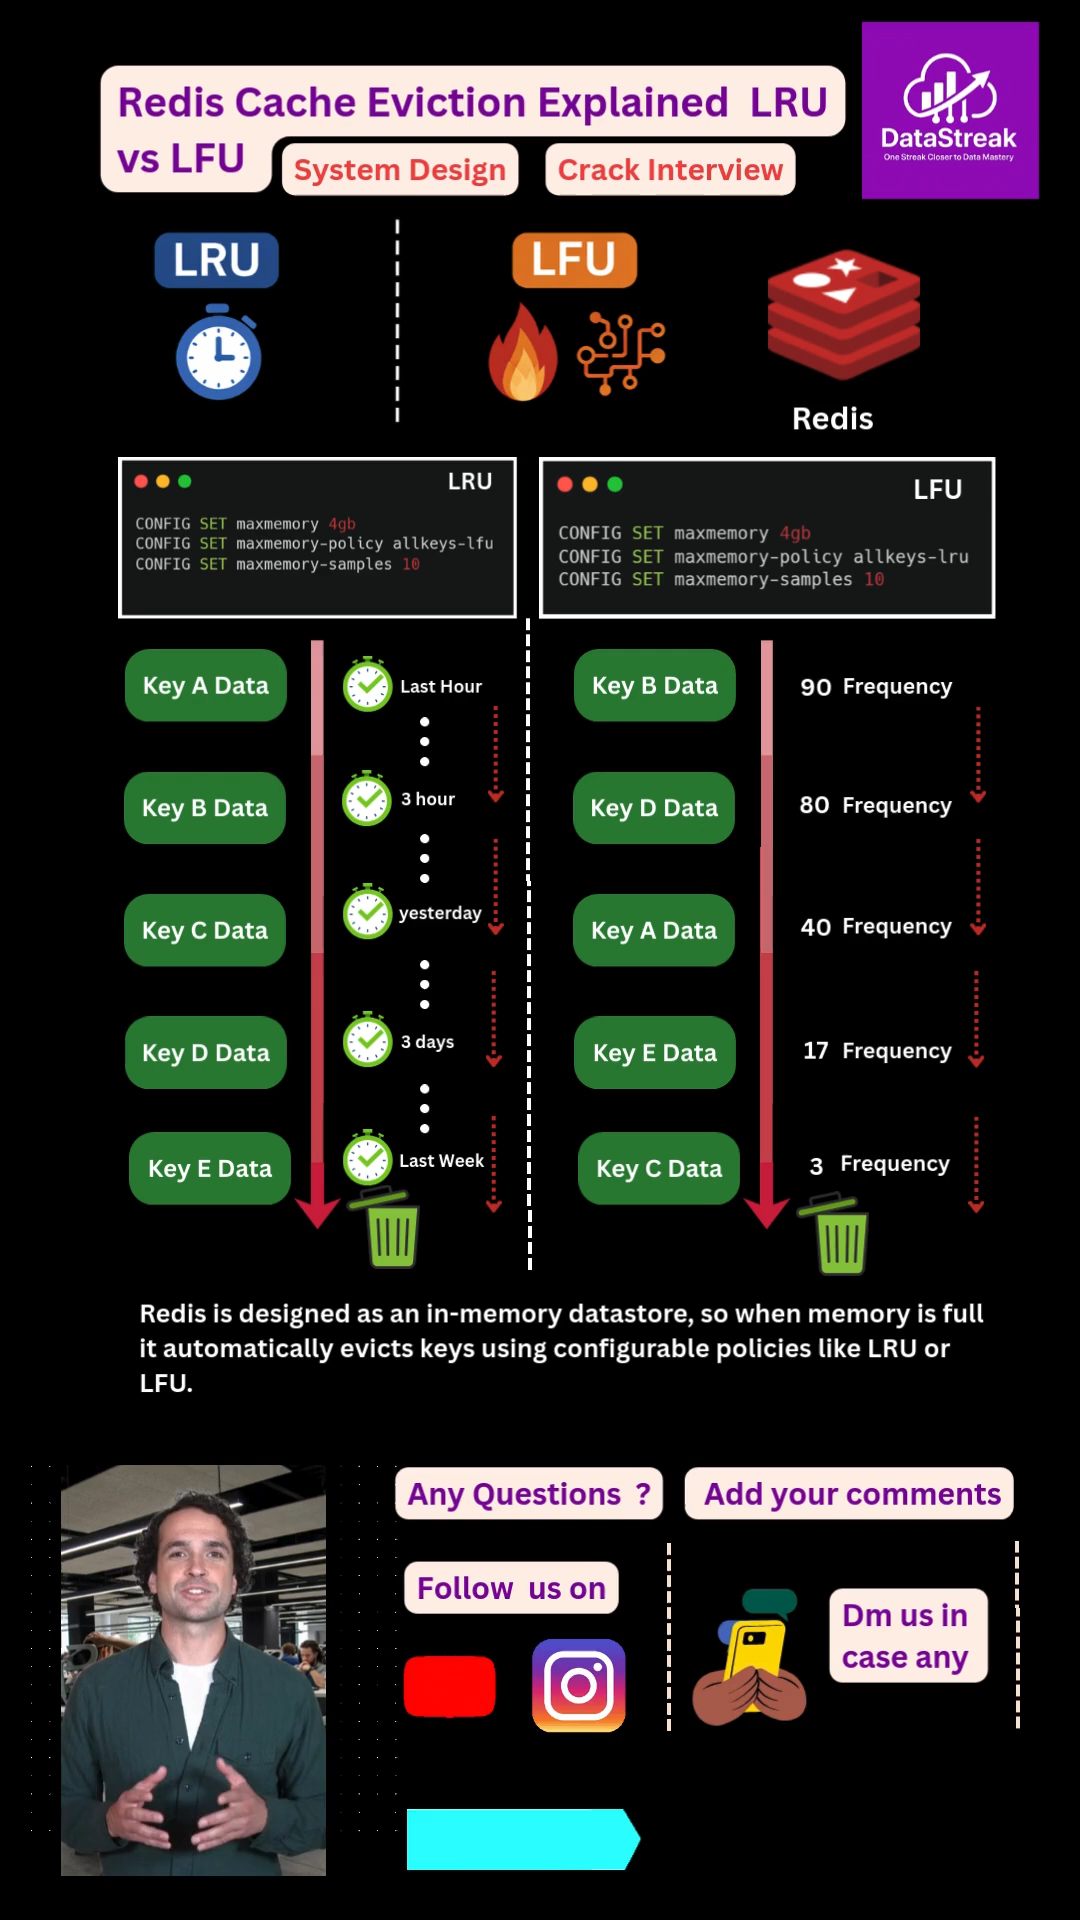 Redis Cache Eviction Explained LRU
vs LFU
System Design
Crack Interview
DataStreak
One Streak Closer to Data Mastery
LRU
LFU
Redis
LRU
CONFIG SET maxmemory 4gb
CONFIG SET maxmemory-policy allkeys-lfu
CONFIG SET maxmemory-samples 10
LFU
CONFIG SET maxmemory 4gb
CONFIG SET maxmemory-policy allkeys-lru
CONFIG SET maxmemory-samples 10
Key A Data
Last Hour
Key B Data
3 hour
Key C Data
yesterday
Key D Data
3 days
Key E Data
Last Week
Key B Data
90 Frequency
Key D Data
80 Frequency
Key A Data
40 Frequency
Key E Data
17 Frequency
Key C Data
3 Frequency
Redis is designed as an in-memory datastore, so when memory is full
it automatically evicts keys using configurable policies like LRU or
LFU.
Any Questions ?
Add your comments
Follow us on
Dm us in
case any